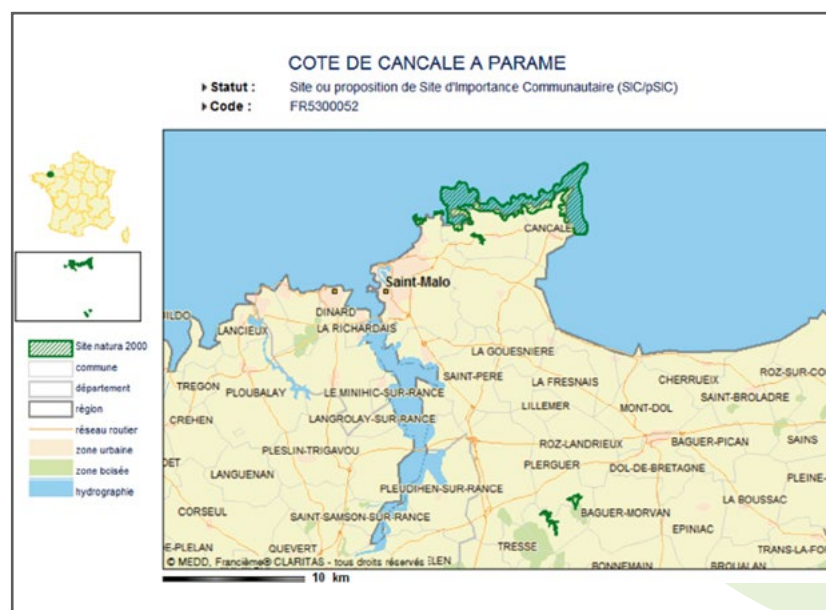 COTE DE CANCALE A PARAME
Statut : Site ou proposition de Site d'Importance Communautaire (SIC/pSIC)
Code : FR5300052
CANCALE
Saint-Malo
DINARD
LA RICHARDAIS
LANCIEUX
LA GOUESNIERE
SAINT-PERE
LA FRESNAIS
CHERRUEIX
ROZ-SUR-CO
TREGON
PLOUBALAY
LE MINIHIC-SUR-RANCE
LILLEMER
MONT-DOL
SAINT-BROLADRE
CREHEN
LANGROLAY-SUR-RANCE
ROZ-LANDRIEUX
BAGUER-PICAN
SAINS
PLESLIN-TRIGAVOU
PLERGUER
DOL-DE-BRETAGNE
LANGUENAN
PLEUDIHEN-SUR-RANCE
PLEINE-
LA BOUSSAC
CORSEUL
SAINT-SAMSON-SUR-RANCE
BAGUER-MORVAN
EPINIAC
E-PLELAN
QUEVERT
TRESSE
TRANS-LA-FO
BONNEMAIN
BROUALAN
Site natura 2000
commune
département
région
réseau routier
zone urbaine
zone boisée
hydrographie
© MEDD, Francième® CLARITAS - tous droits réservés
10 km